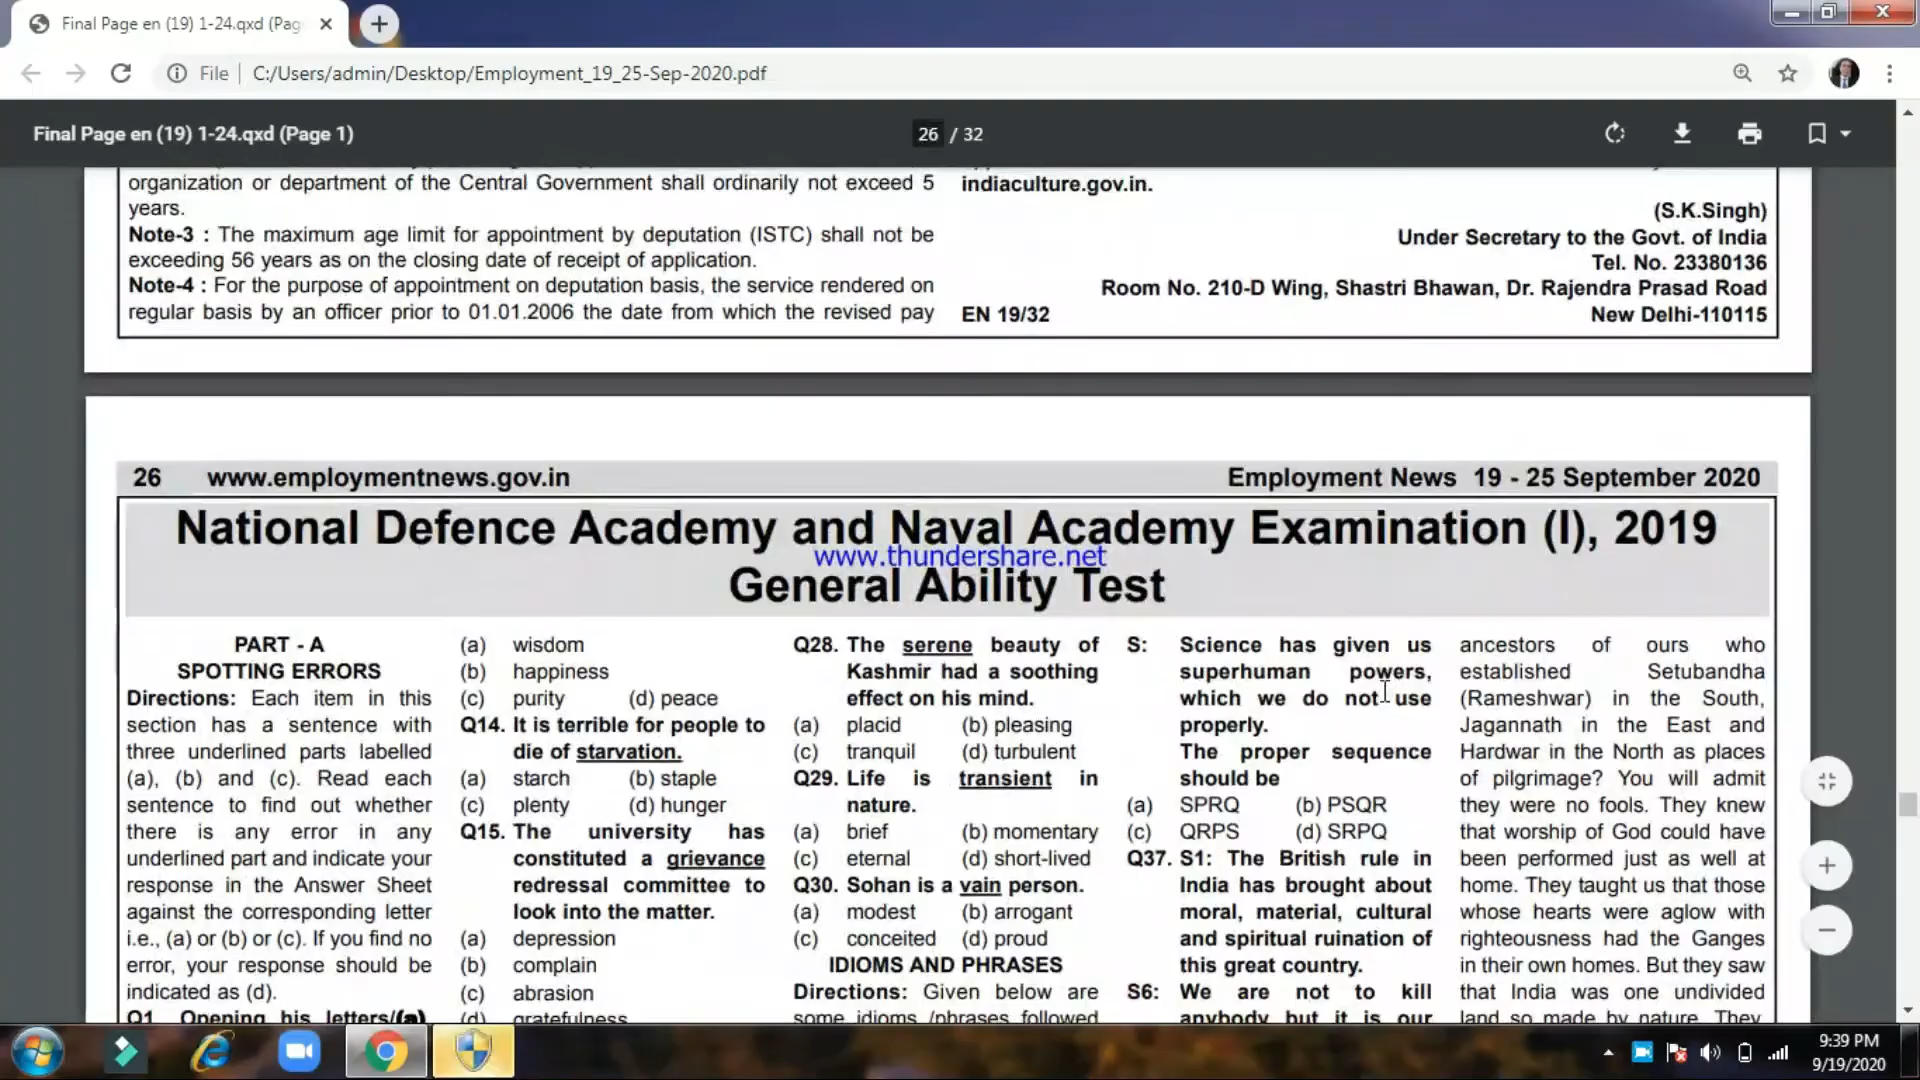 Final Page en (19) 1-24.qxd (Pag
File
C:/Users/admin/Desktop/Employment_19_25-Sep-2020.pdf
Final Page en (19) 1-24.qxd (Page 1)
26 / 32
organization or department of the Central Government shall ordinarily not exceed 5
years.
Note-3 : The maximum age limit for appointment by deputation (ISTC) shall not be
exceeding 56 years as on the closing date of receipt of application.
Note-4 : For the purpose of appointment on deputation basis, the service rendered on
regular basis by an officer prior to 01.01.2006 the date from which the revised pay
indiaculture.gov.in.
(S.K.Singh)
Under Secretary to the Govt. of India
Tel. No. 23380136
Room No. 210-D Wing, Shastri Bhawan, Dr. Rajendra Prasad Road
EN 19/32 New Delhi-110115
26 www.employmentnews.gov.in Employment News 19 - 25 September 2020
National Defence Academy and Naval Academy Examination (I), 2019
www.thundershare.net
General Ability Test
PART - A
SPOTTING ERRORS
Directions: Each item in this
section has a sentence with
three underlined parts labelled
(a), (b) and (c). Read each
sentence to find out whether
there is any error in any
underlined part and indicate your
response in the Answer Sheet
against the corresponding letter
i.e., (a) or (b) or (c). If you find no
error, your response should be
indicated as (d).
Q1 Opening his letters/(a)
(a) wisdom
(b) happiness
(c) purity (d) peace
Q14. It is terrible for people to
die of starvation.
(a) starch (b) staple
(c) plenty (d) hunger
Q15. The university has
constituted a grievance
redressal committee to
look into the matter.
(a) depression
(b) complain
(c) abrasion
(d) gratefulness
Q28. The serene beauty of
Kashmir had a soothing
effect on his mind.
(a) placid (b) pleasing
(c) tranquil (d) turbulent
Q29. Life is transient in
nature.
(a) brief (b) momentary
(c) eternal (d) short-lived
Q30. Sohan is a vain person.
(a) modest (b) arrogant
(c) conceited (d) proud
IDIOMS AND PHRASES
Directions: Given below are
some idioms /phrases followed
S: Science has given us
superhuman powers,
which we do not use
properly.
The proper sequence
should be
(a) SPRQ (b) PSQR
(c) QRPS (d) SRPQ
Q37. S1: The British rule in
India has brought about
moral, material, cultural
and spiritual ruination of
this great country.
S6: We are not to kill
anybody but it is our
ancestors of ours who
established Setubandha
(Rameshwar) in the South,
Jagannath in the East and
Hardwar in the North as places
of pilgrimage? You will admit
they were no fools. They knew
that worship of God could have
been performed just as well at
home. They taught us that those
whose hearts were aglow with
righteousness had the Ganges
in their own homes. But they saw
that India was one undivided
land so made by nature. They
9:39 PM
9/19/2020